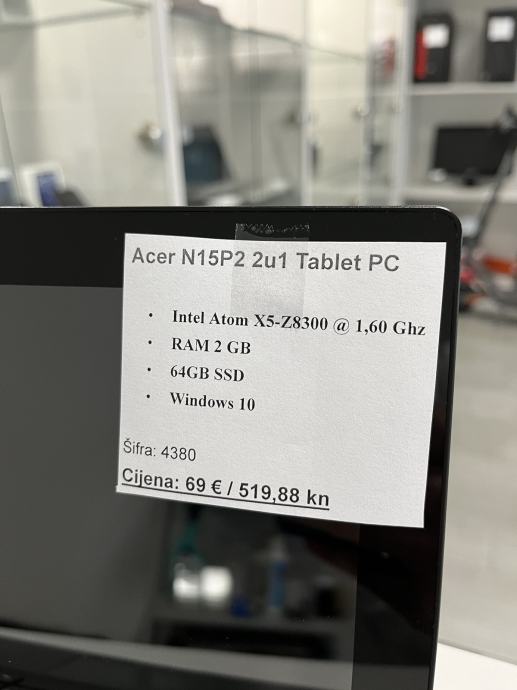 Acer N15P2 2u1 Tablet PC
• Intel Atom X5-Z8300 @ 1,60 Ghz
• RAM 2 GB
• 64GB SSD
• Windows 10
Šifra: 4380
Cijena: 69 € / 519,88 kn